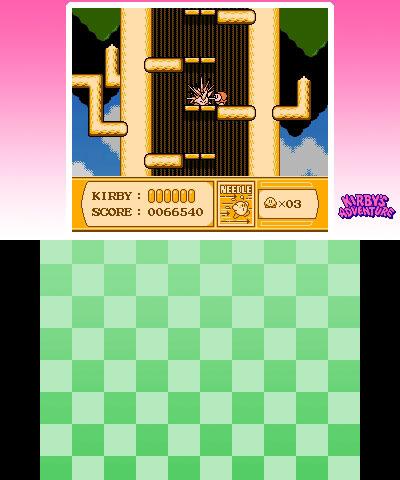 KIRBY :
SCORE : 0066540
NEEDLE
×03
KIRBY'S
ADVENTURE